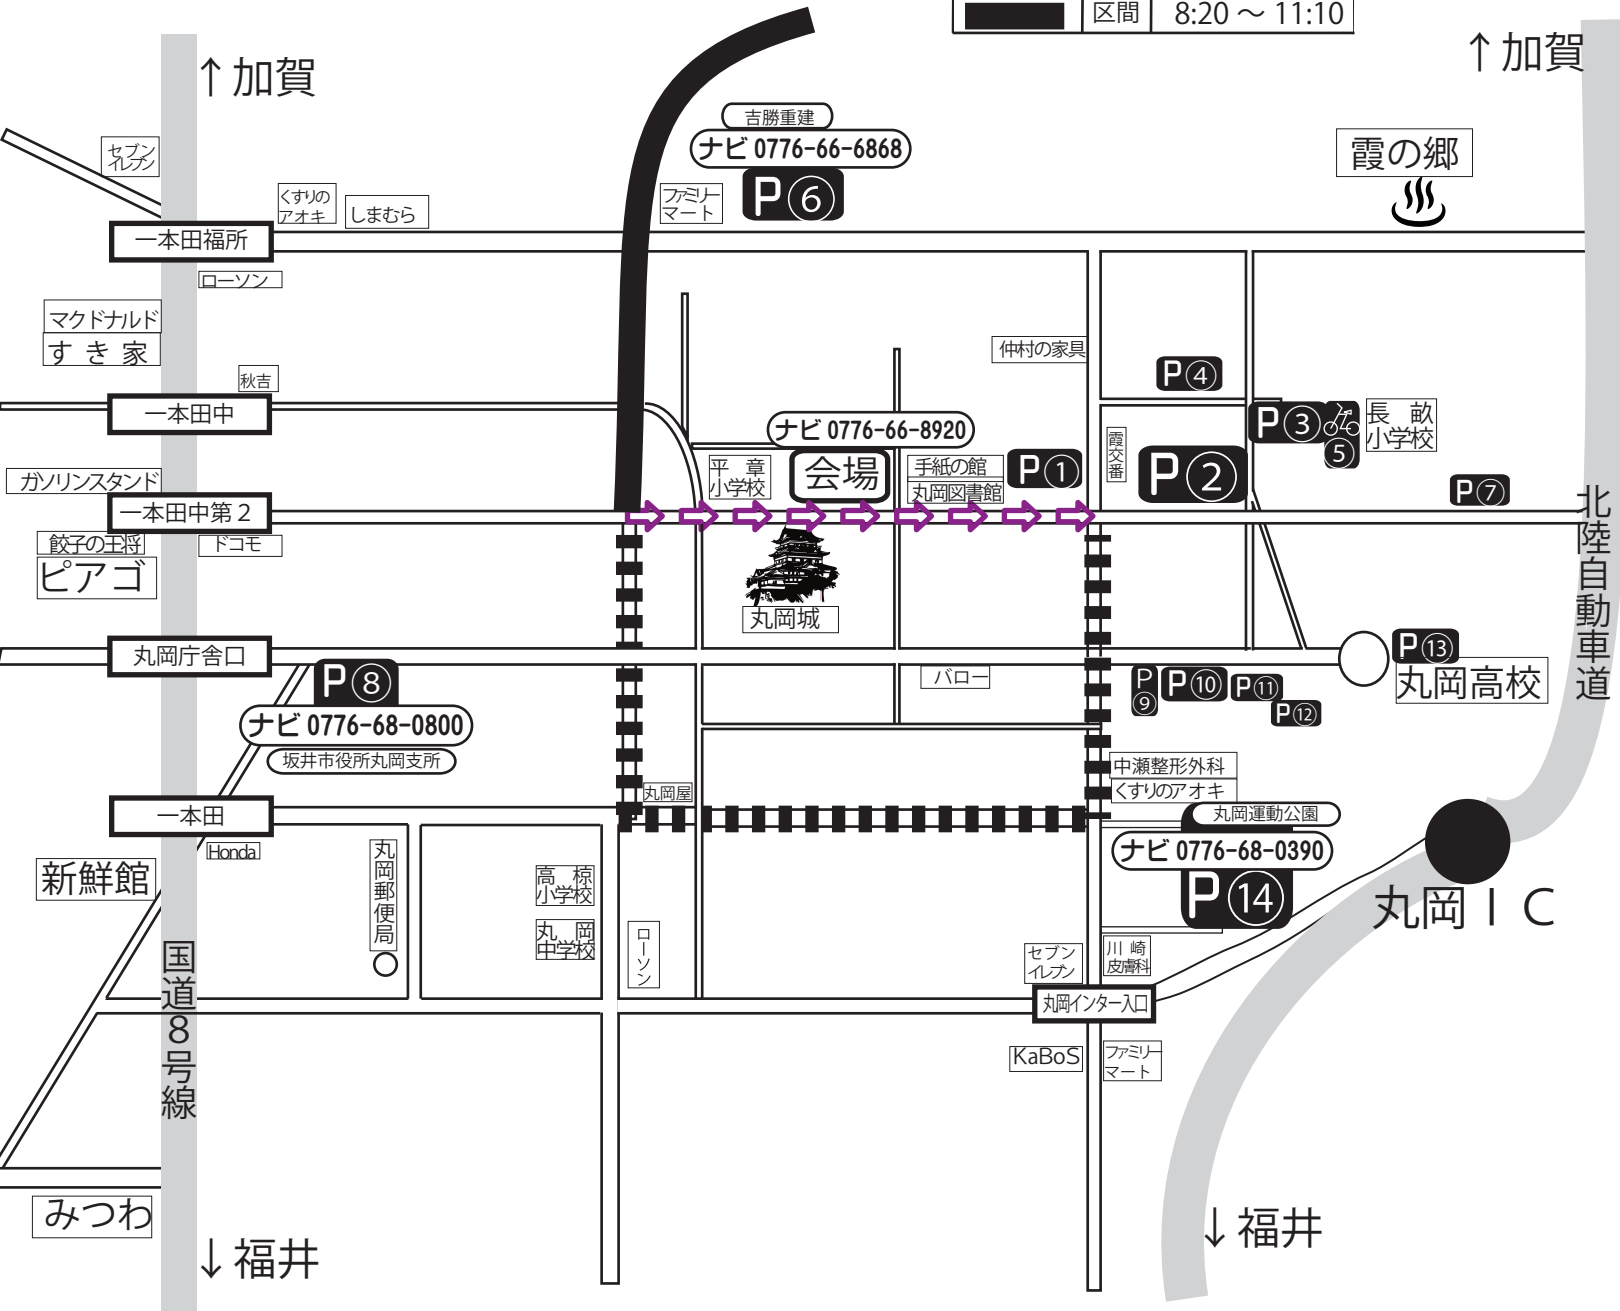 区間 8:20 ～ 11:10
↑加賀
↑加賀
セブン
イレブン
くすりの
アオキ
しまむら
吉勝重建
ナビ 0776-66-6868
P⑥
ファミリー
マート
霞の郷
一本田福所
ローソン
マクドナルド
すき家
秋吉
一本田中
仲村の家具
P④
P③
⑤
長畝
小学校
ナビ 0776-66-8920
会場
平章
小学校
手紙の館
丸岡図書館
P①
霞交番
P②
P⑦
ガソリンスタンド
一本田中第2
餃子の王将
ドコモ
ピアゴ
丸岡城
北陸自動車道
丸岡庁舎口
P⑧
ナビ 0776-68-0800
坂井市役所丸岡支所
バロー
P⑨
P⑩
P⑪
P⑫
P⑬
丸岡高校
中瀬整形外科
くすりのアオキ
丸岡屋
一本田
Honda
新鮮館
丸岡郵便局
高椋
小学校
丸岡
中学校
ローソン
丸岡運動公園
ナビ 0776-68-0390
P⑭
丸岡IC
セブン
イレブン
川崎
皮膚科
丸岡インター入口
KaBoS
ファミリー
マート
国道8号線
みつわ
↓福井
↓福井